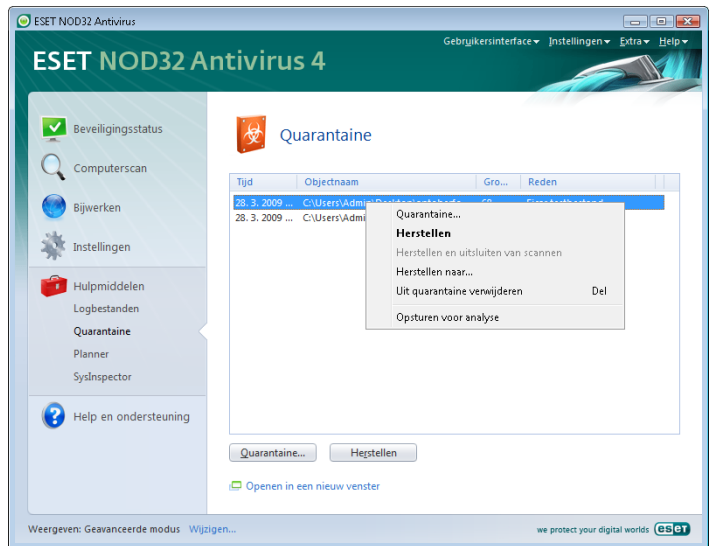 ESET NOD32 Antivirus
Gebruikersinterface Instellingen Extra Help
ESET NOD32 Antivirus 4
Beveiligingsstatus
Computerscan
Bijwerken
Instellingen
Hulpmiddelen
Logbestanden
Quarantaine
Planner
SysInspector
Help en ondersteuning
Quarantaine
Tijd Objectnaam Gro... Reden
28. 3. 2009 ... C:\Users\Admin\Desktop\
28. 3. 2009 ... C:\Users\Admi
Quarantaine...
Herstellen
Herstellen en uitsluiten van scannen
Herstellen naar...
Uit quarantaine verwijderen Del
Opsturen voor analyse
Quarantaine... Herstellen
Openen in een nieuw venster
Weergeven: Geavanceerde modus Wijzigen...
we protect your digital worlds eset